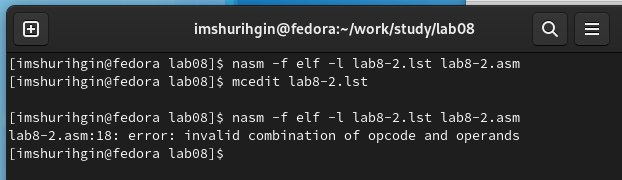 imshurihgin@fedora:~/work/study/lab08
[imshurihgin@fedora lab08]$ nasm -f elf -l lab8-2.lst lab8-2.asm
[imshurihgin@fedora lab08]$ mcedit lab8-2.lst
[imshurihgin@fedora lab08]$ nasm -f elf -l lab8-2.lst lab8-2.asm
lab8-2.asm:18: error: invalid combination of opcode and operands
[imshurihgin@fedora lab08]$